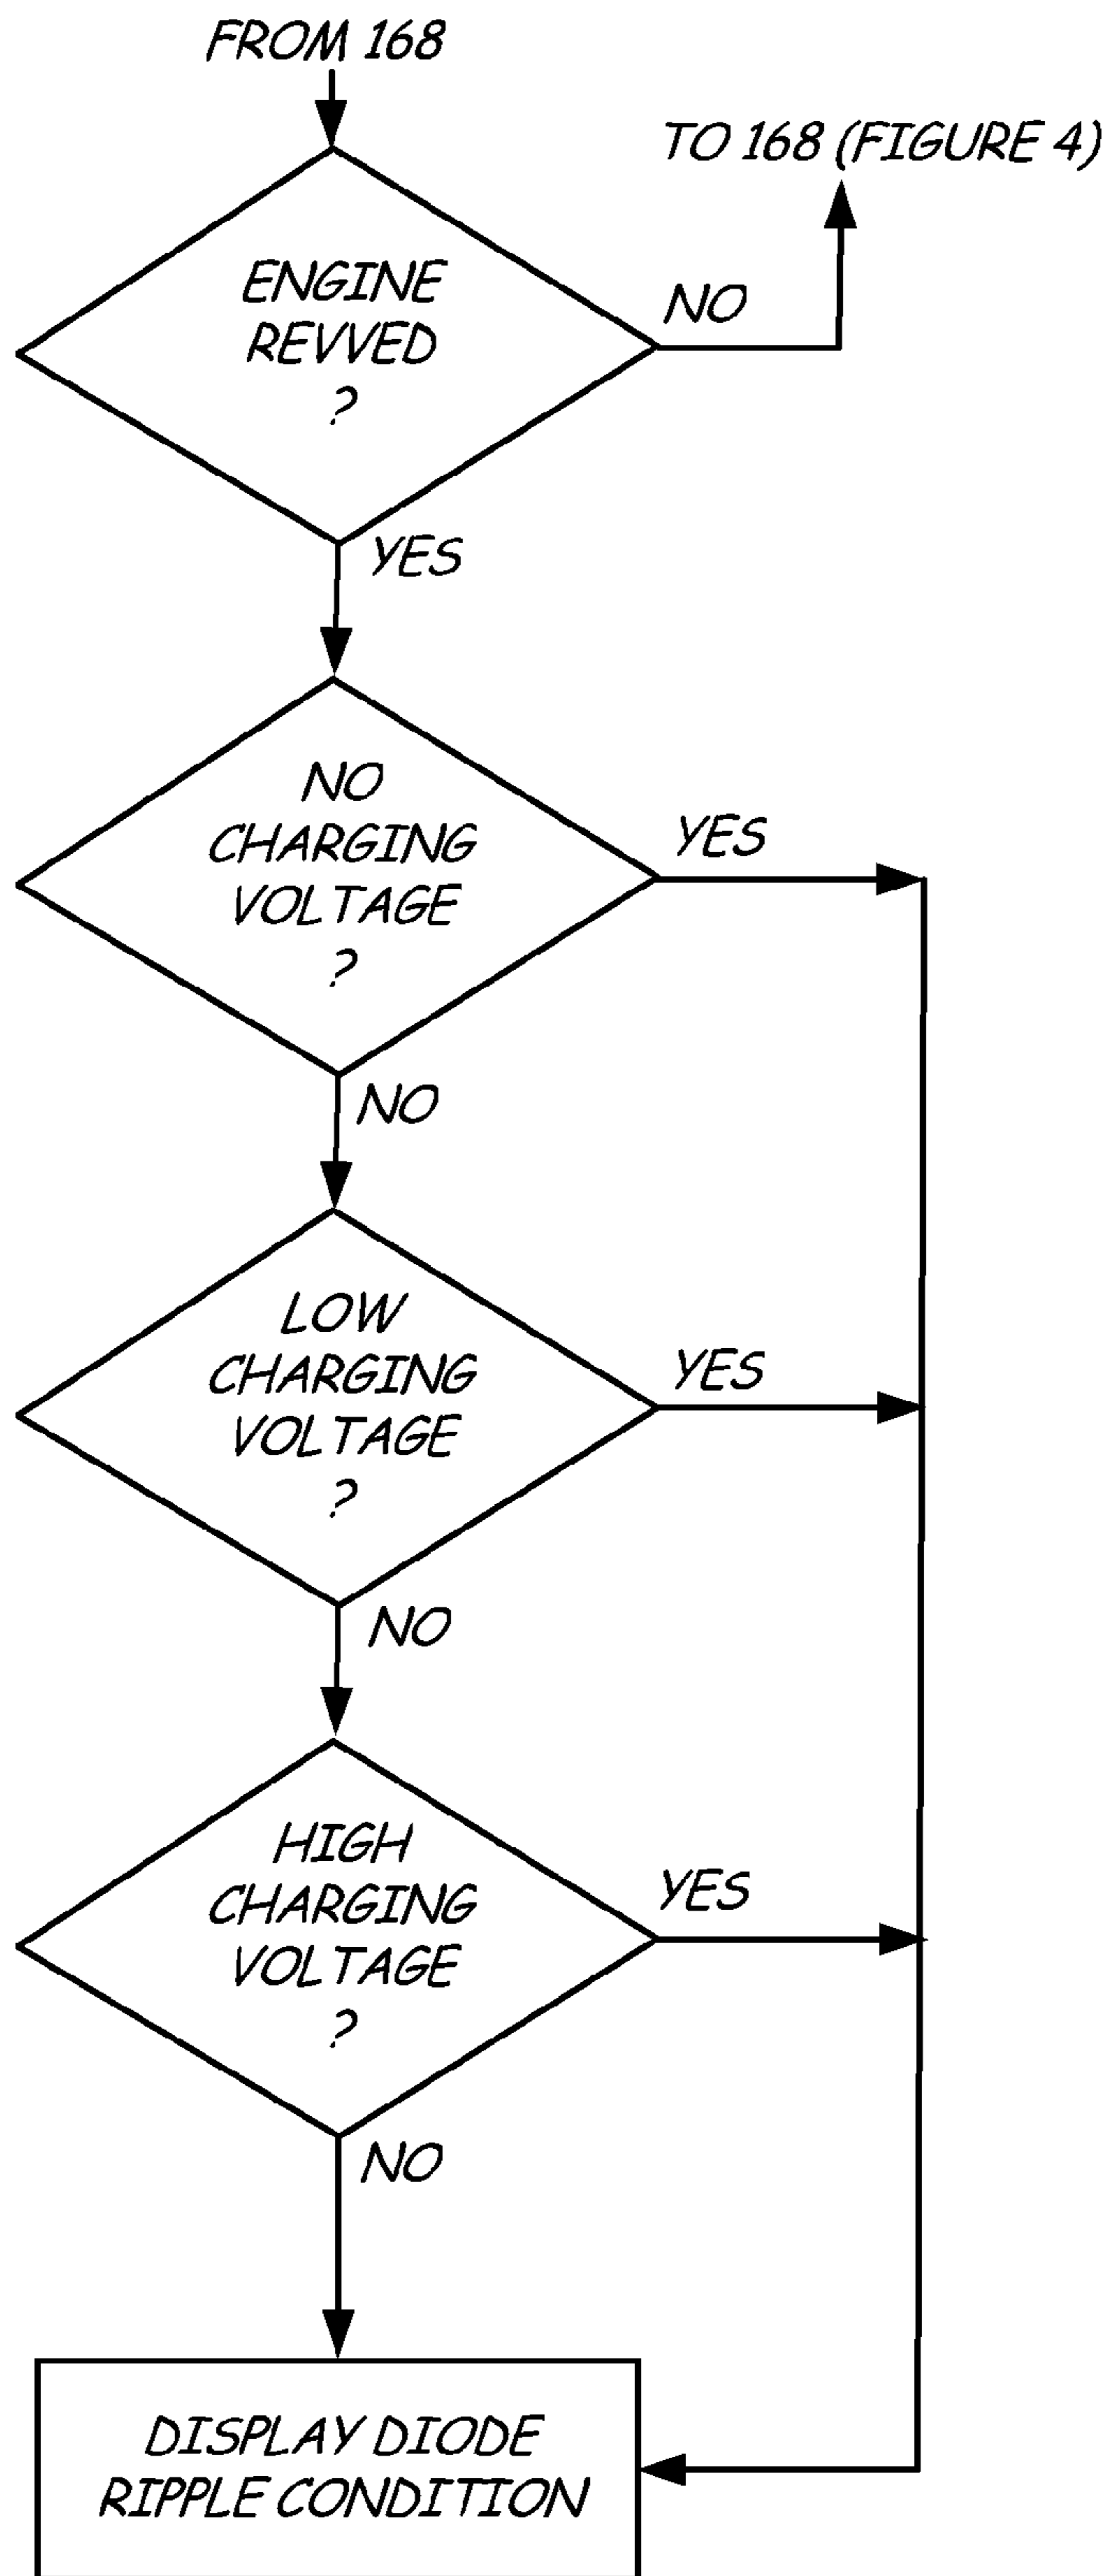 FROM 168
TO 168 (FIGURE 4)
ENGINE
REVVED
?
NO
YES
NO
CHARGING
VOLTAGE
?
YES
NO
LOW
CHARGING
VOLTAGE
?
YES
NO
HIGH
CHARGING
VOLTAGE
?
YES
NO
DISPLAY DIODE
RIPPLE CONDITION